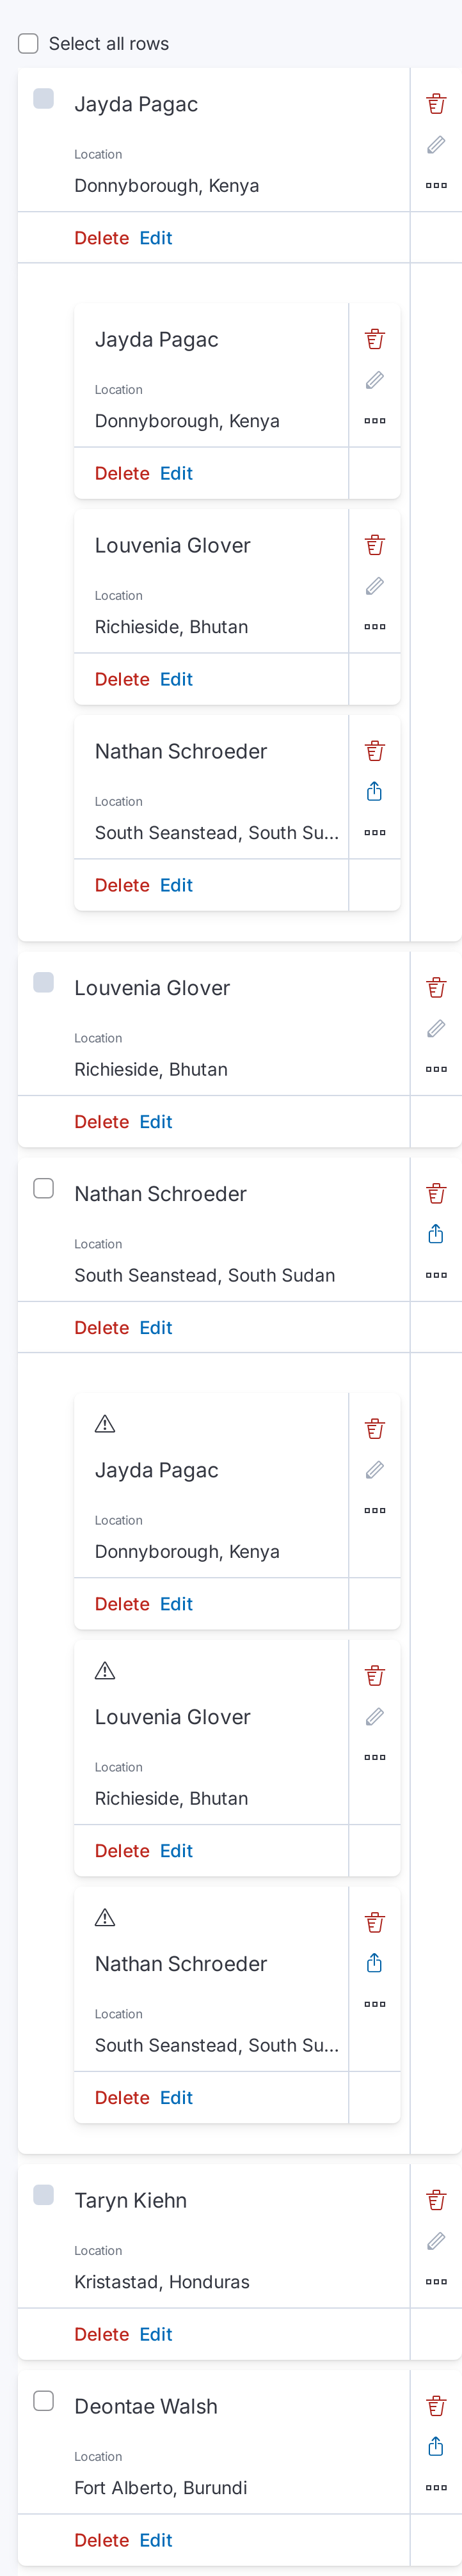 Select all rows
Jayda Pagac
Location
Donnyborough, Kenya
Delete Edit
Jayda Pagac
Location
Donnyborough, Kenya
Delete Edit
Louvenia Glover
Location
Richieside, Bhutan
Delete Edit
Nathan Schroeder
Location
South Seanstead, South Su...
Delete Edit
Louvenia Glover
Location
Richieside, Bhutan
Delete Edit
Nathan Schroeder
Location
South Seanstead, South Sudan
Delete Edit
Jayda Pagac
Location
Donnyborough, Kenya
Delete Edit
Louvenia Glover
Location
Richieside, Bhutan
Delete Edit
Nathan Schroeder
Location
South Seanstead, South Su...
Delete Edit
Taryn Kiehn
Location
Kristastad, Honduras
Delete Edit
Deontae Walsh
Location
Fort Alberto, Burundi
Delete Edit